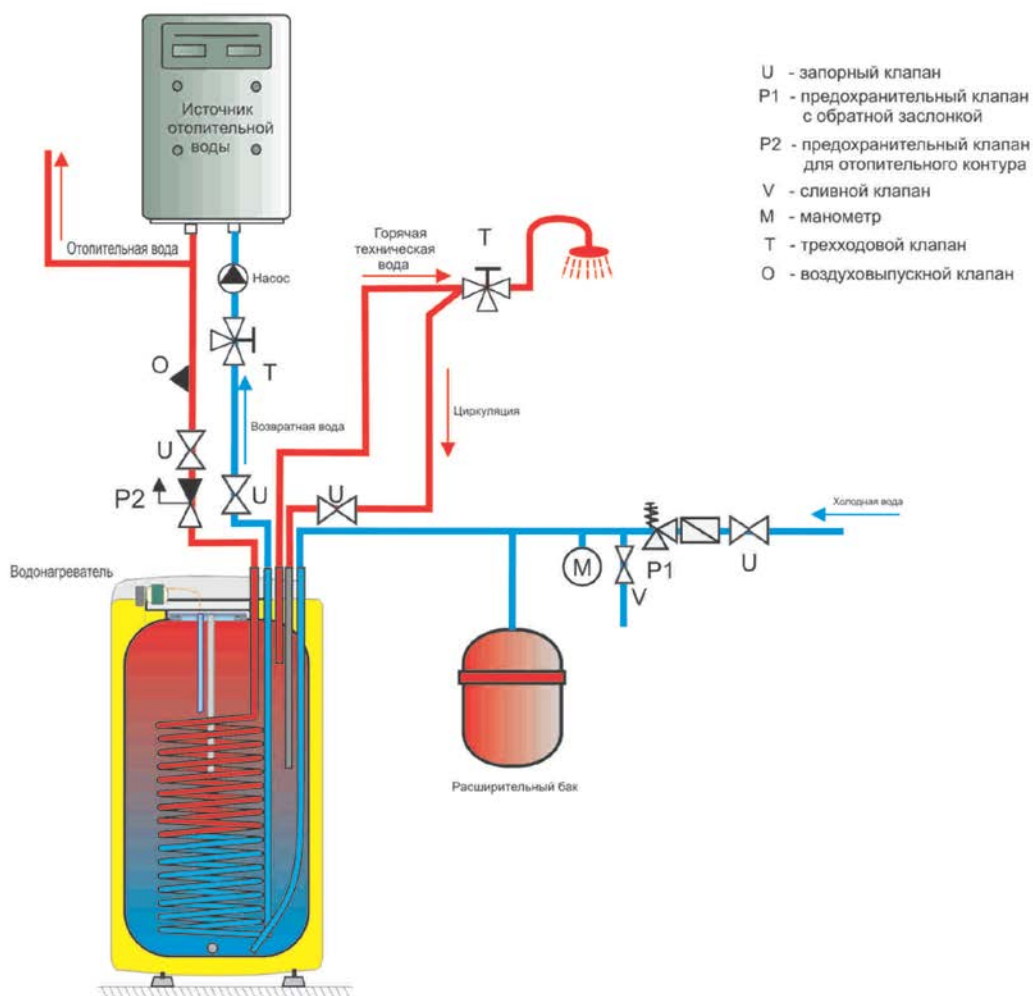 Источник
отопительной
воды
Отопительная вода
Насос
Горячая
техническая
вода
T
O
T
Возвратная вода
Циркуляция
U
P2
U
U
Холодная вода
Водонагреватель
M
V
P1
U
Расширительный бак
U - запорный клапан
P1 - предохранительный клапан
с обратной заслонкой
P2 - предохранительный клапан
для отопительного контура
V - сливной клапан
M - манометр
T - трехходовой клапан
O - воздуховыпускной клапан